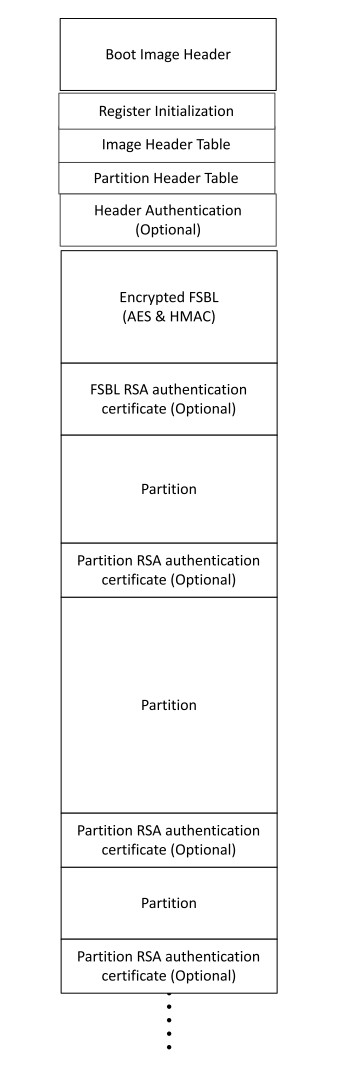 Boot Image Header
Register Initialization
Image Header Table
Partition Header Table
Header Authentication
(Optional)
Encrypted FSBL
(AES & HMAC)
FSBL RSA authentication
certificate (Optional)
Partition
Partition RSA authentication
certificate (Optional)
Partition
Partition RSA authentication
certificate (Optional)
Partition
Partition RSA authentication
certificate (Optional)